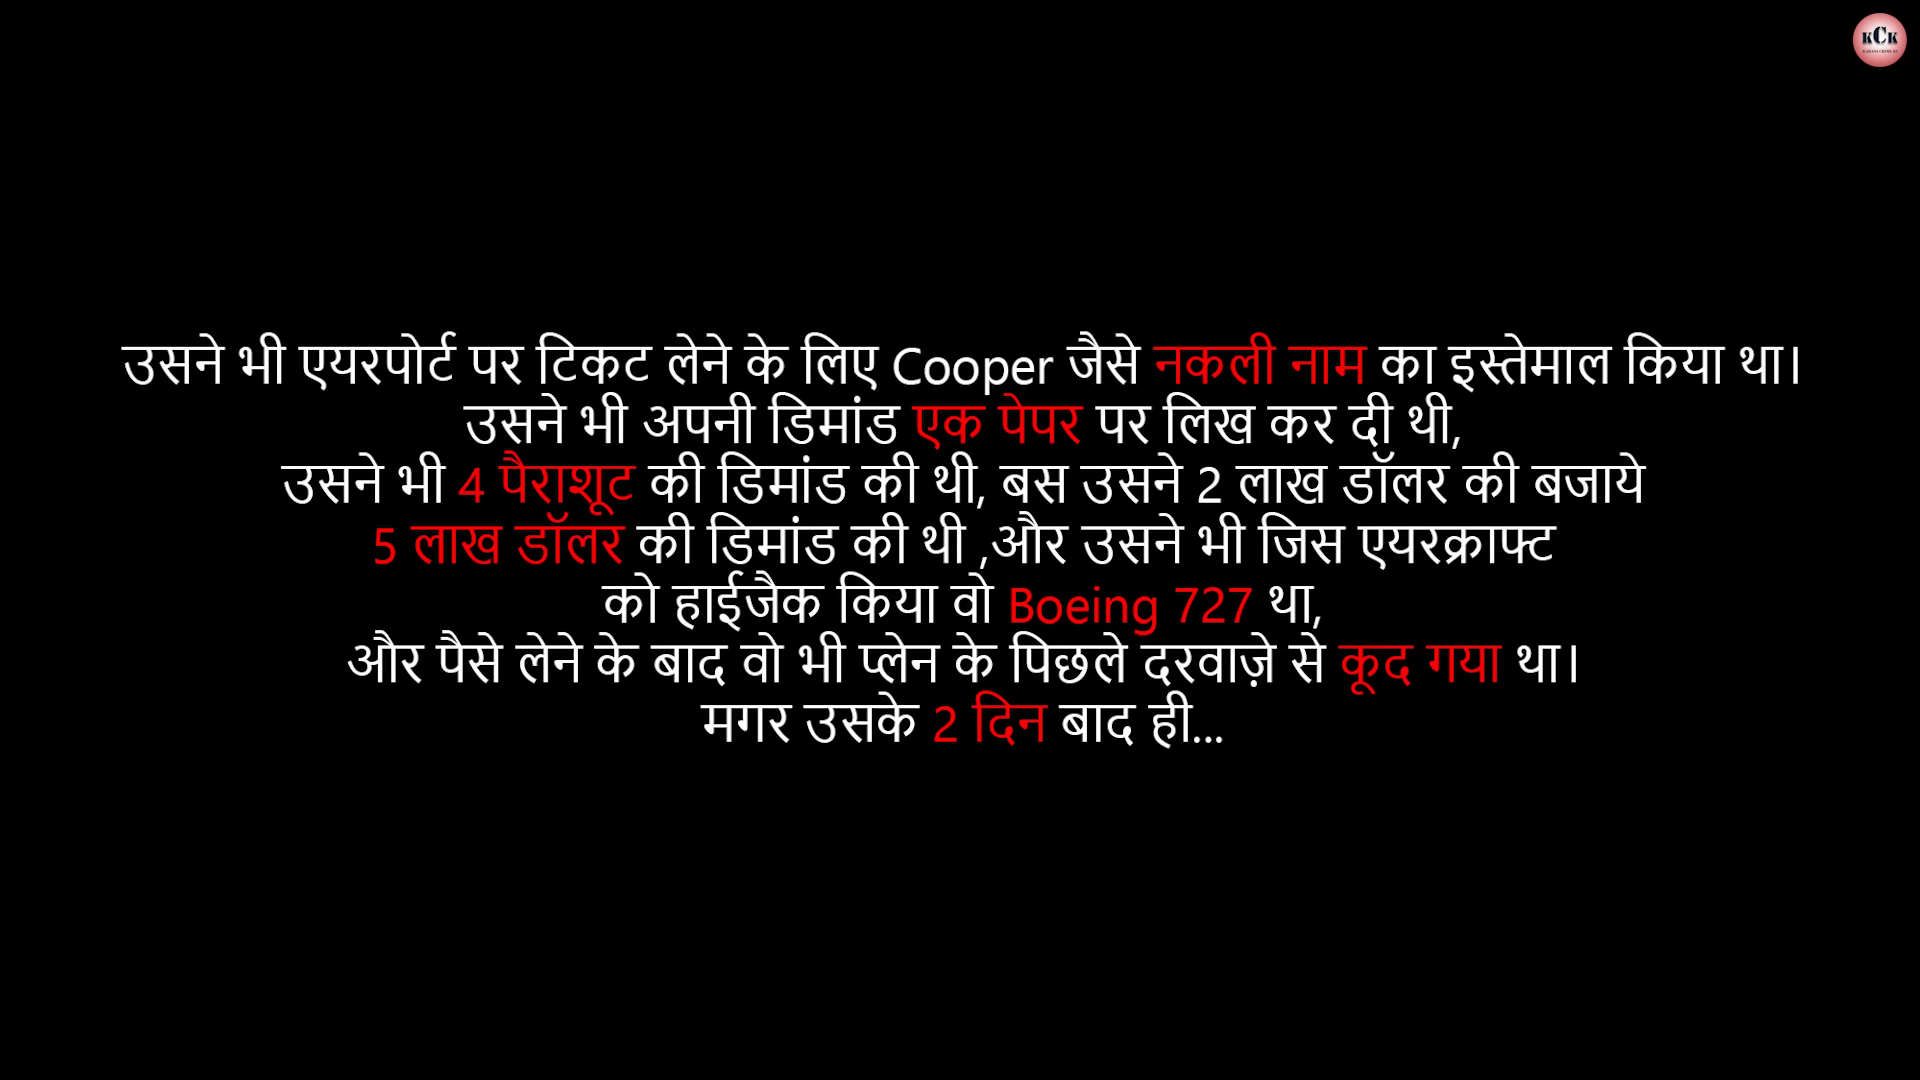 KCK
उसने भी एयरपोर्ट पर टिकट लेने के लिए Cooper जैसे नकली नाम का इस्तेमाल किया था।
उसने भी अपनी डिमांड एक पेपर पर लिख कर दी थी,
उसने भी 4 पैराशूट की डिमांड की थी, बस उसने 2 लाख डॉलर की बजाये
5 लाख डॉलर की डिमांड की थी ,और उसने भी जिस एयरक्राफ्ट
को हाईजैक किया वो Boeing 727 था,
और पैसे लेने के बाद वो भी प्लेन के पिछले दरवाज़े से कूद गया था।
मगर उसके 2 दिन बाद ही...